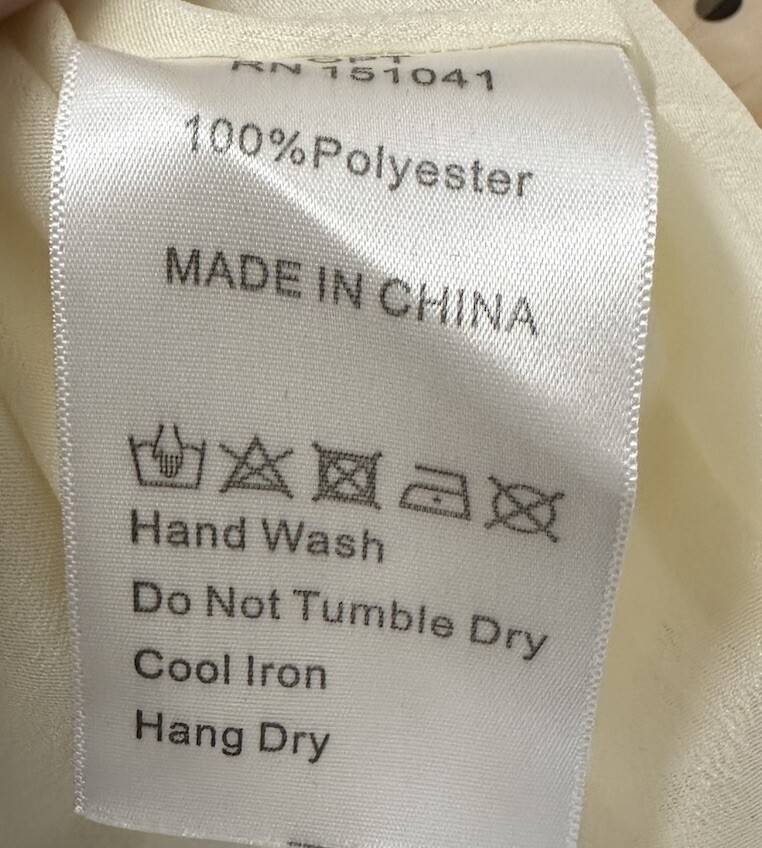 RN 151041
100%Polyester
MADE IN CHINA
Hand Wash
Do Not Tumble Dry
Cool Iron
Hang Dry